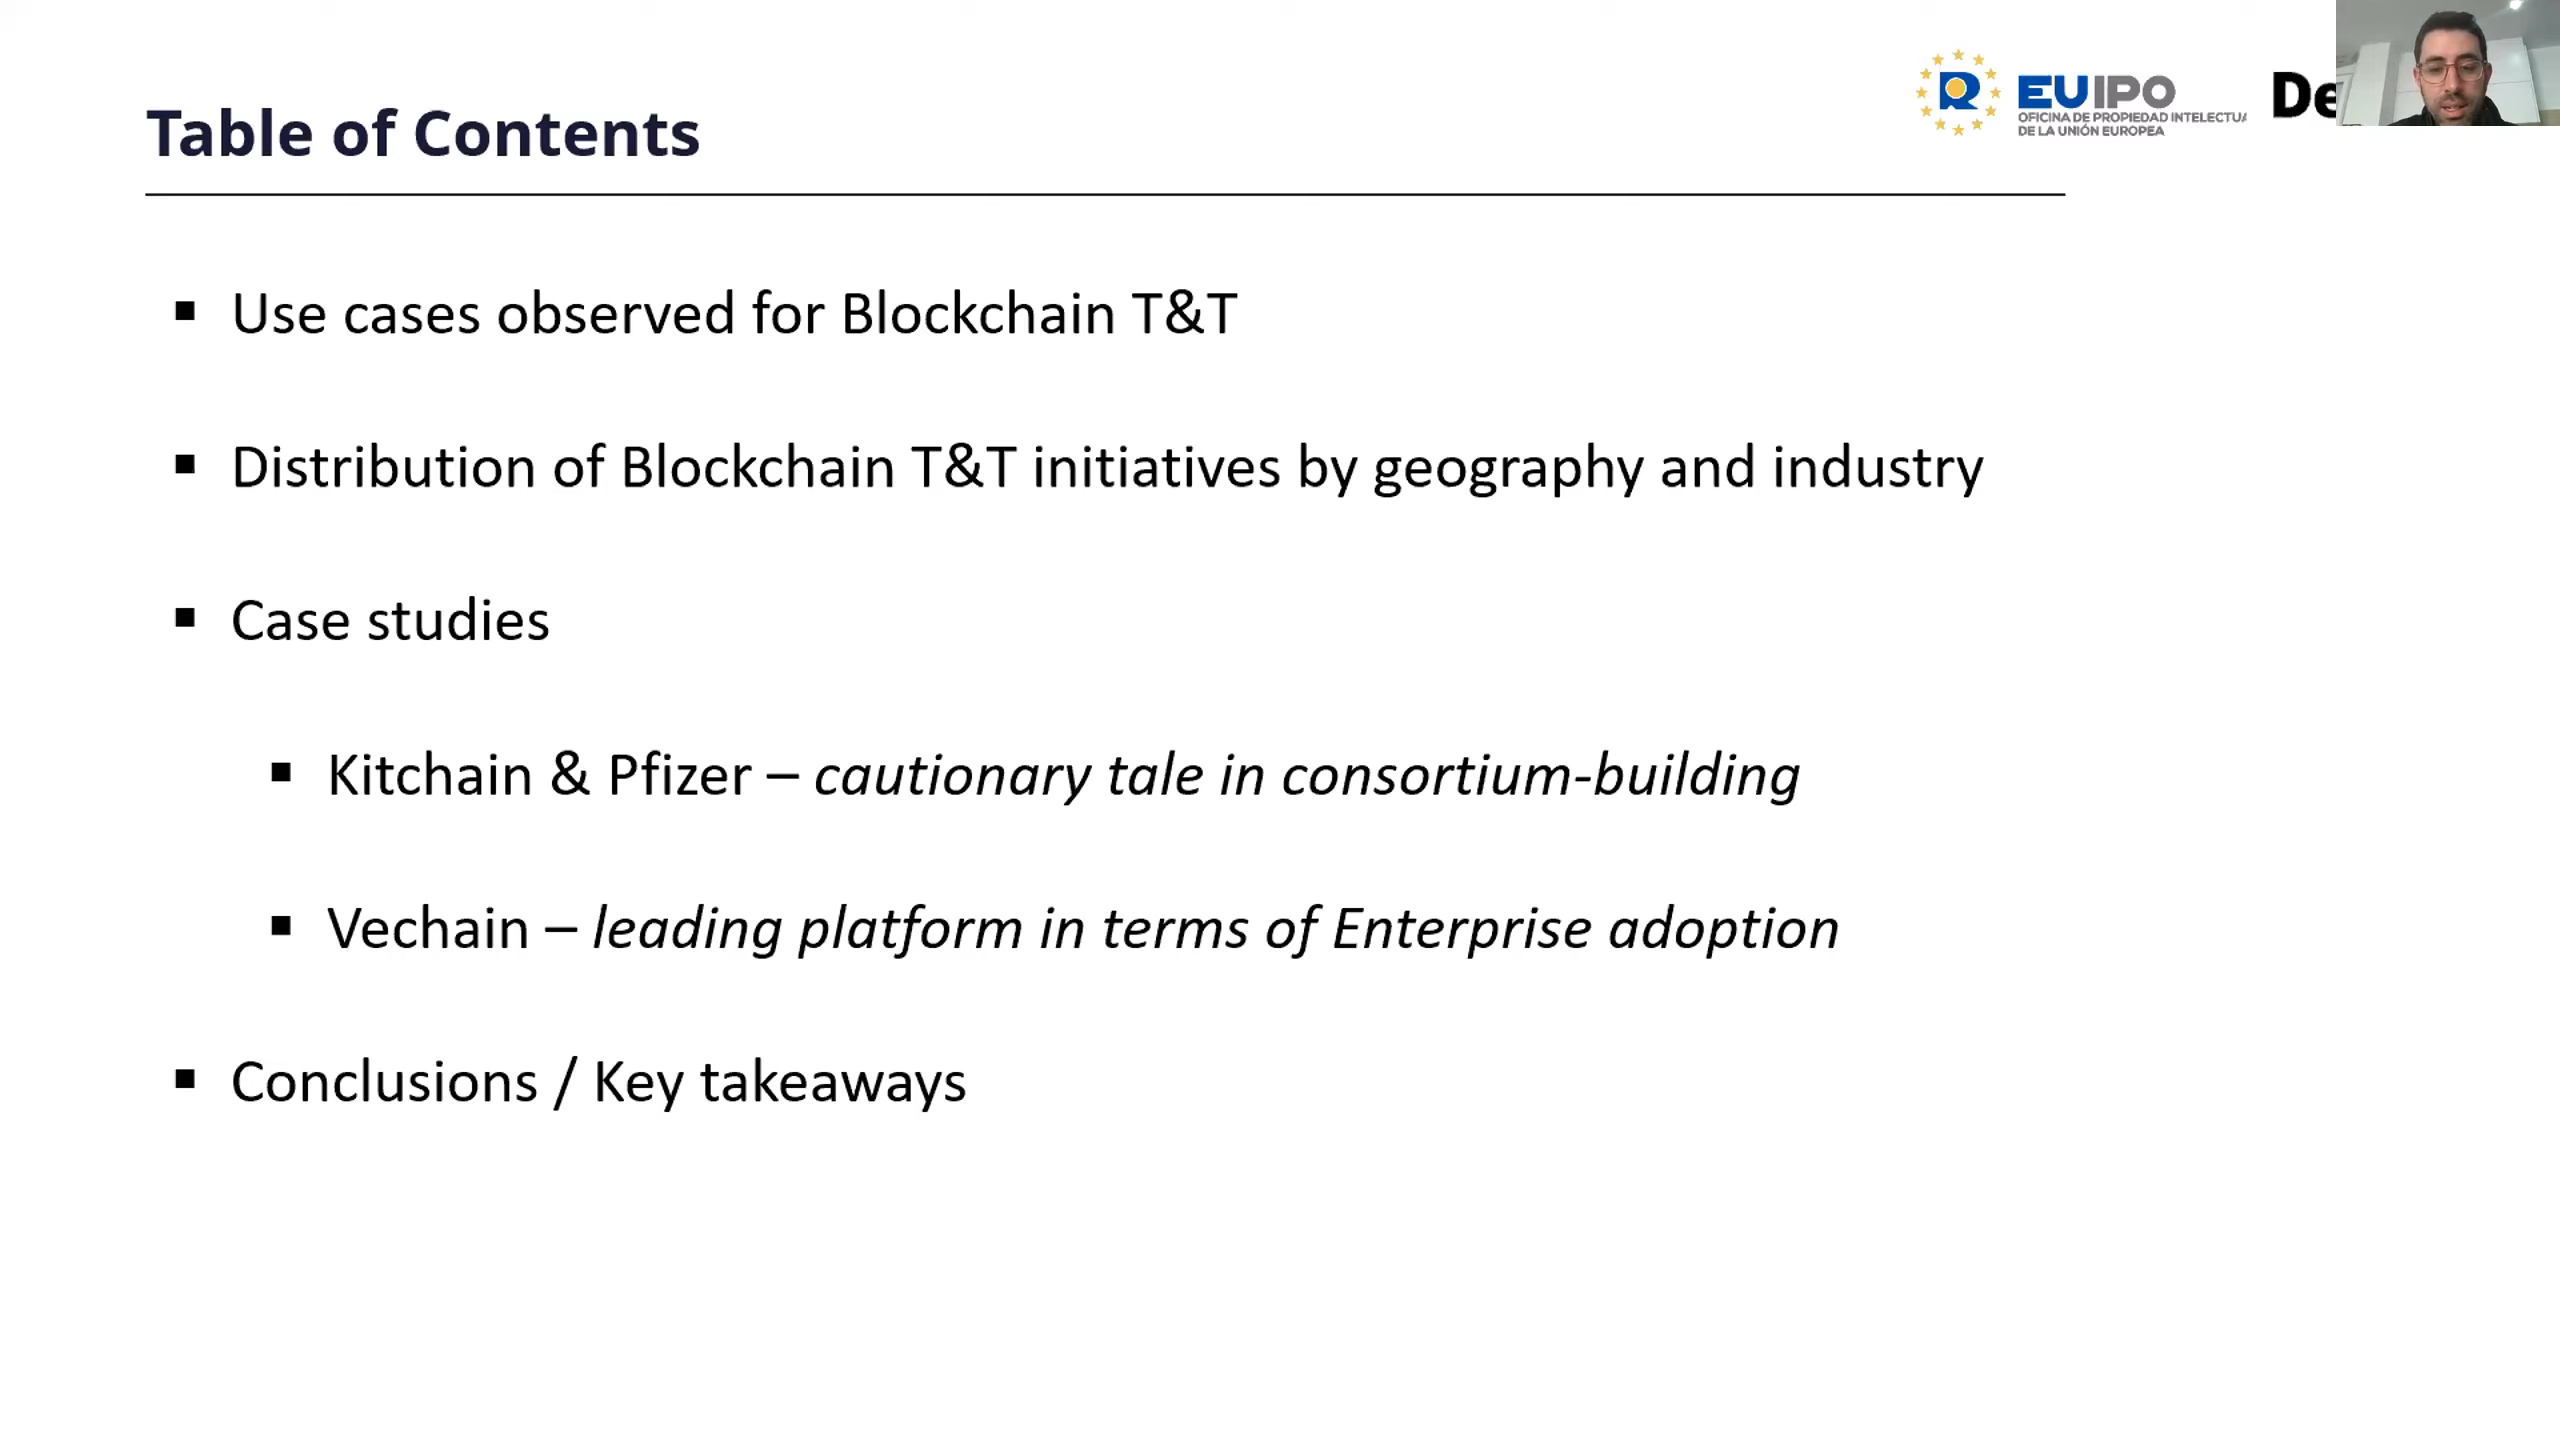 Table of Contents
EUIPO
OFICINA DE PROPIEDAD INTELECTUA
DE LA UNIÓN EUROPEA
Use cases observed for Blockchain T&T
Distribution of Blockchain T&T initiatives by geography and industry
Case studies
Kitchain & Pfizer – cautionary tale in consortium-building
Vechain – leading platform in terms of Enterprise adoption
Conclusions / Key takeaways